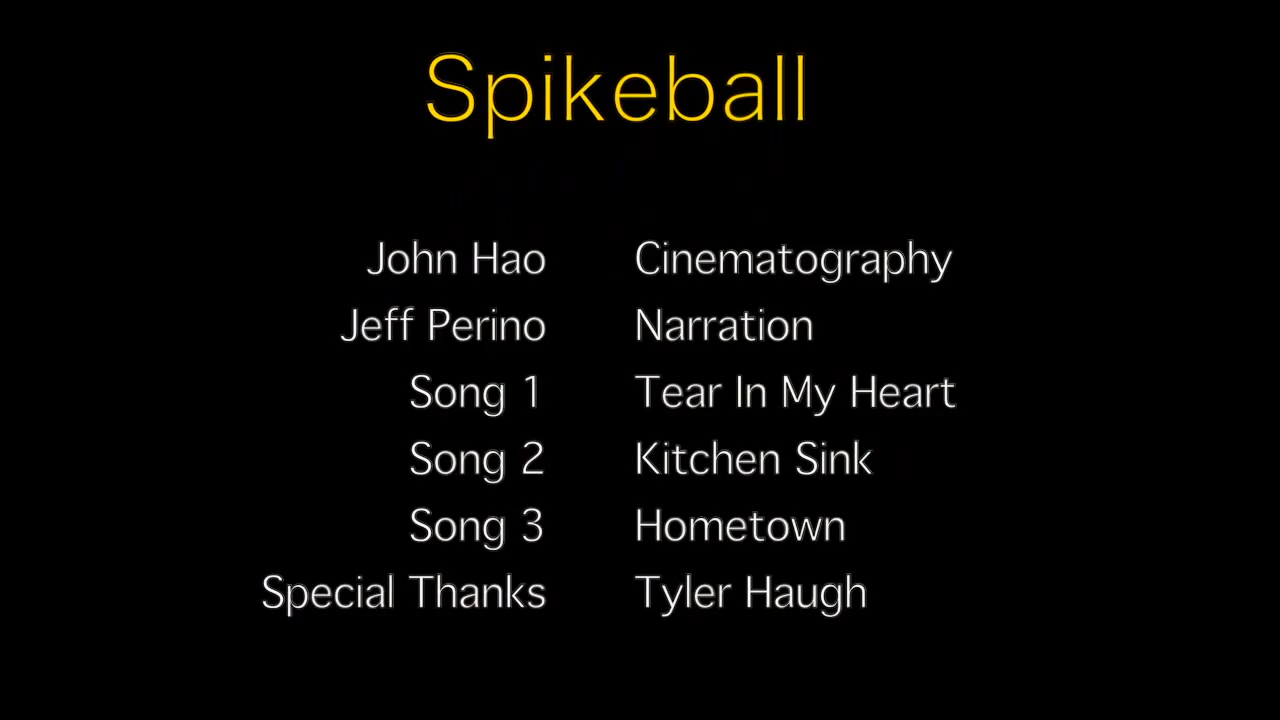 Spikeball
John Hao Cinematography
Jeff Perino Narration
Song 1 Tear In My Heart
Song 2 Kitchen Sink
Song 3 Hometown
Special Thanks Tyler Haugh